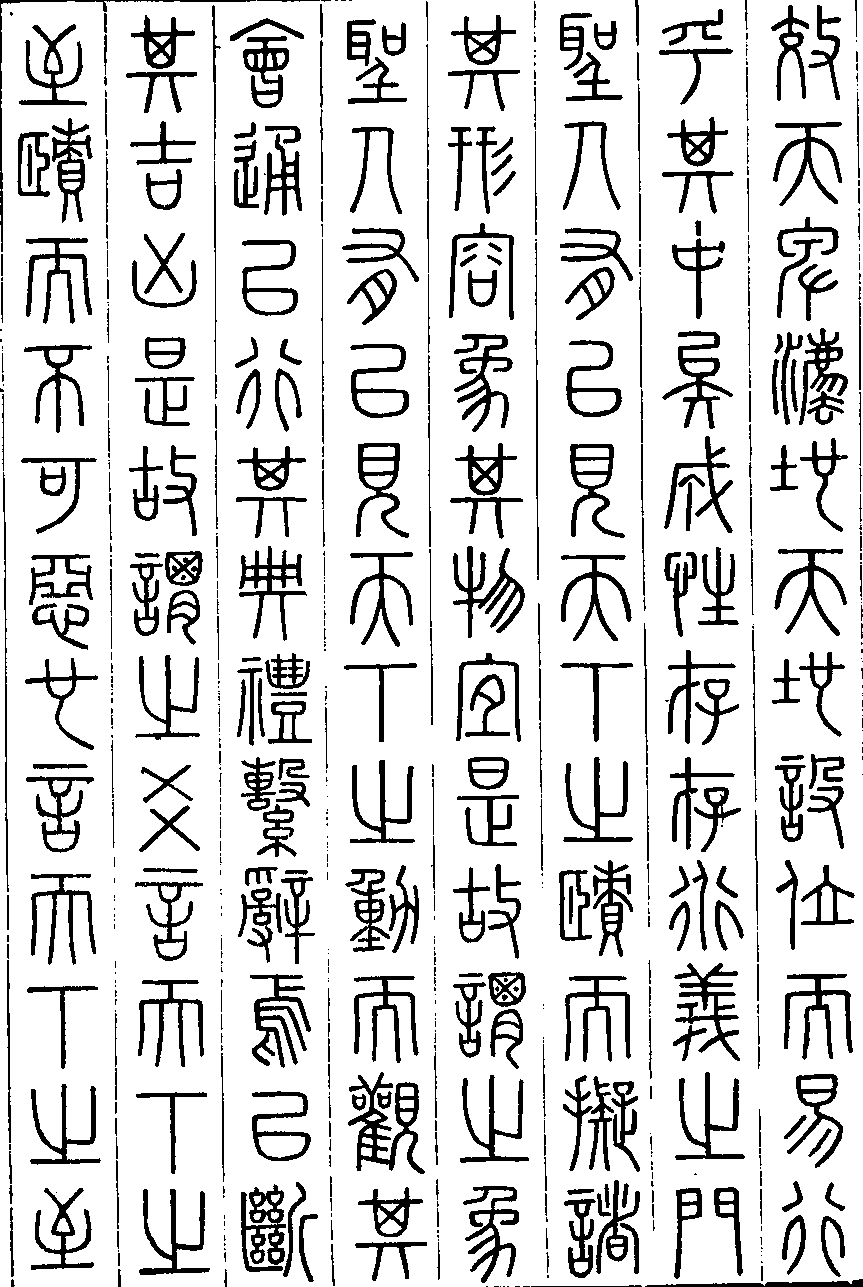 效天卑灋地天地設位而易行
乎其中矣成性存存道義之門
聖人有以見天下之賾而擬諸
其形容象其物宜是故謂之象
聖人有以見天下之動而觀其
會通以行其典禮繫辭焉以斷
其吉凶是故謂之爻言天下之
至賾而不可惡也言天下之至